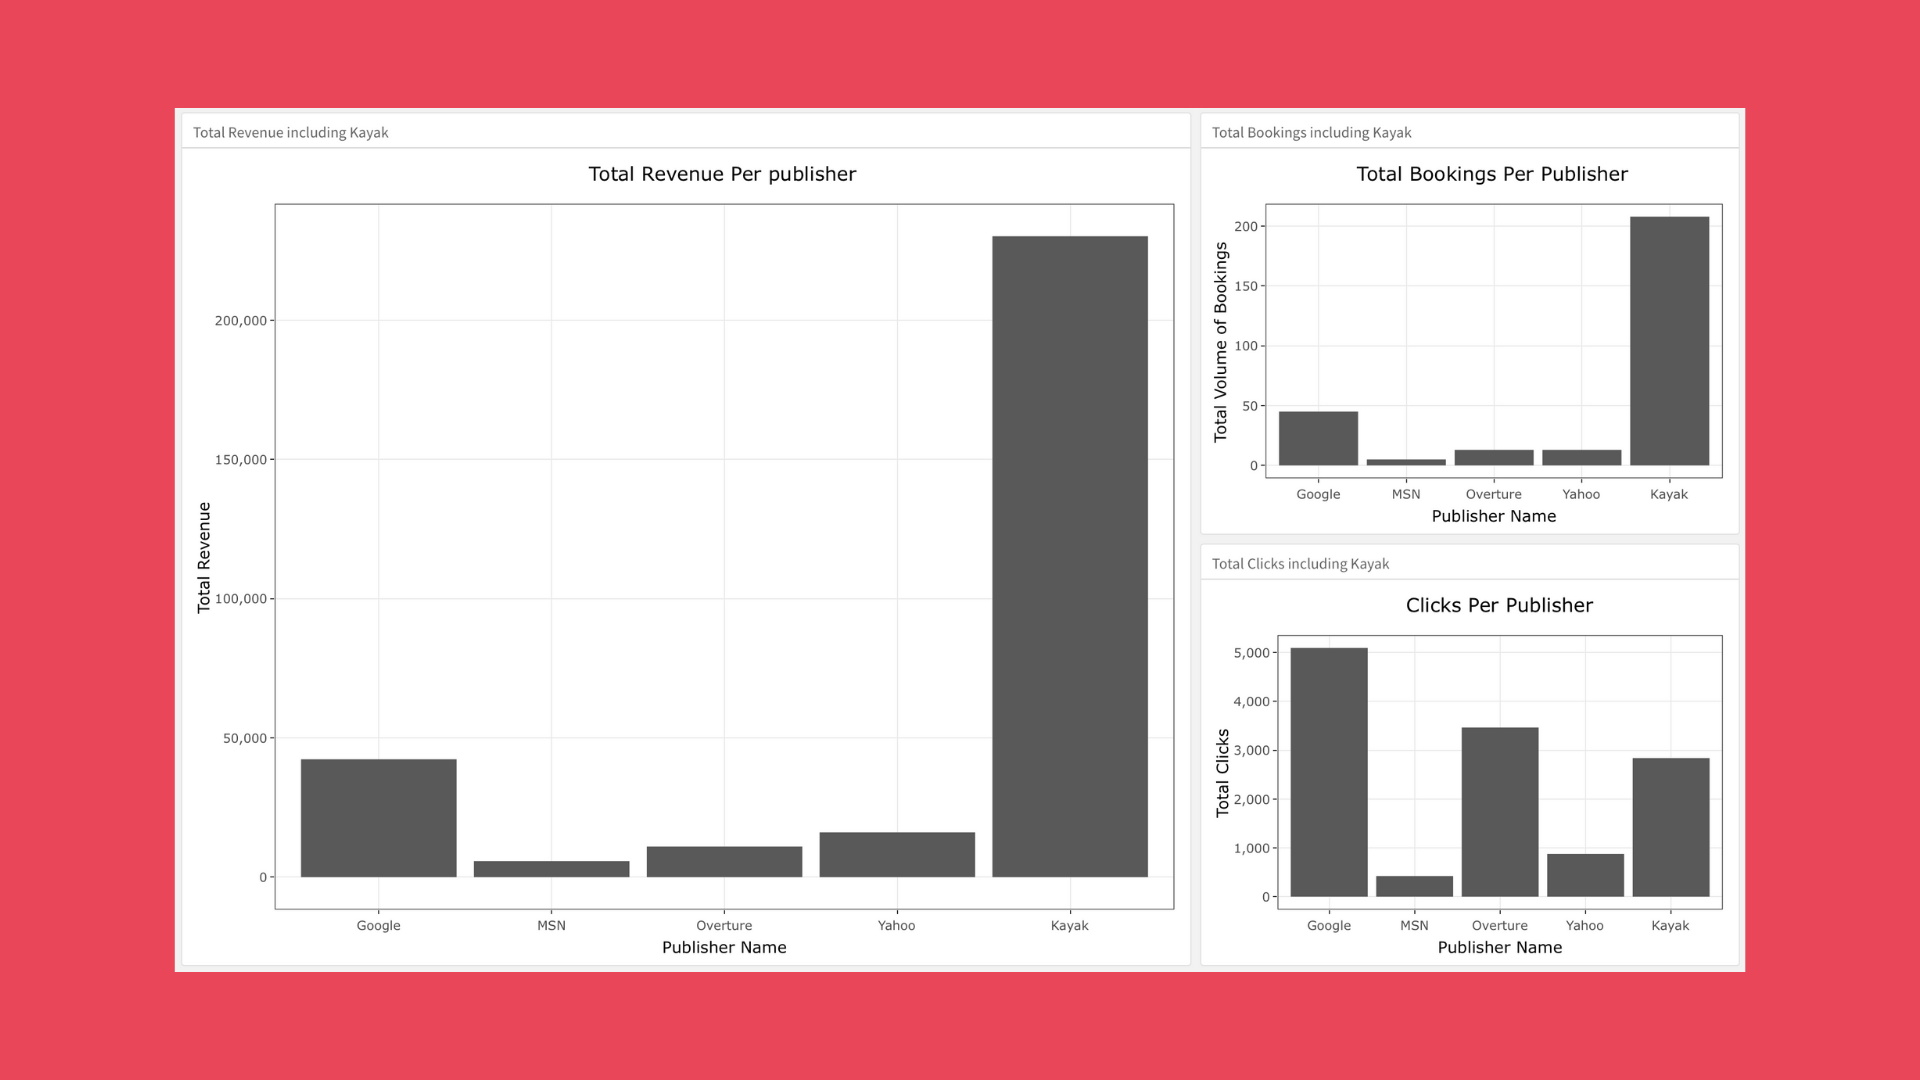 Total Revenue including Kayak
Total Revenue Per publisher
Total Revenue
200,000
150,000
100,000
50,000
0
Google MSN Overture Yahoo Kayak
Publisher Name
Total Bookings including Kayak
Total Bookings Per Publisher
Total Volume of Bookings
200
150
100
50
0
Google MSN Overture Yahoo Kayak
Publisher Name
Total Clicks including Kayak
Clicks Per Publisher
Total Clicks
5,000
4,000
3,000
2,000
1,000
0
Google MSN Overture Yahoo Kayak
Publisher Name